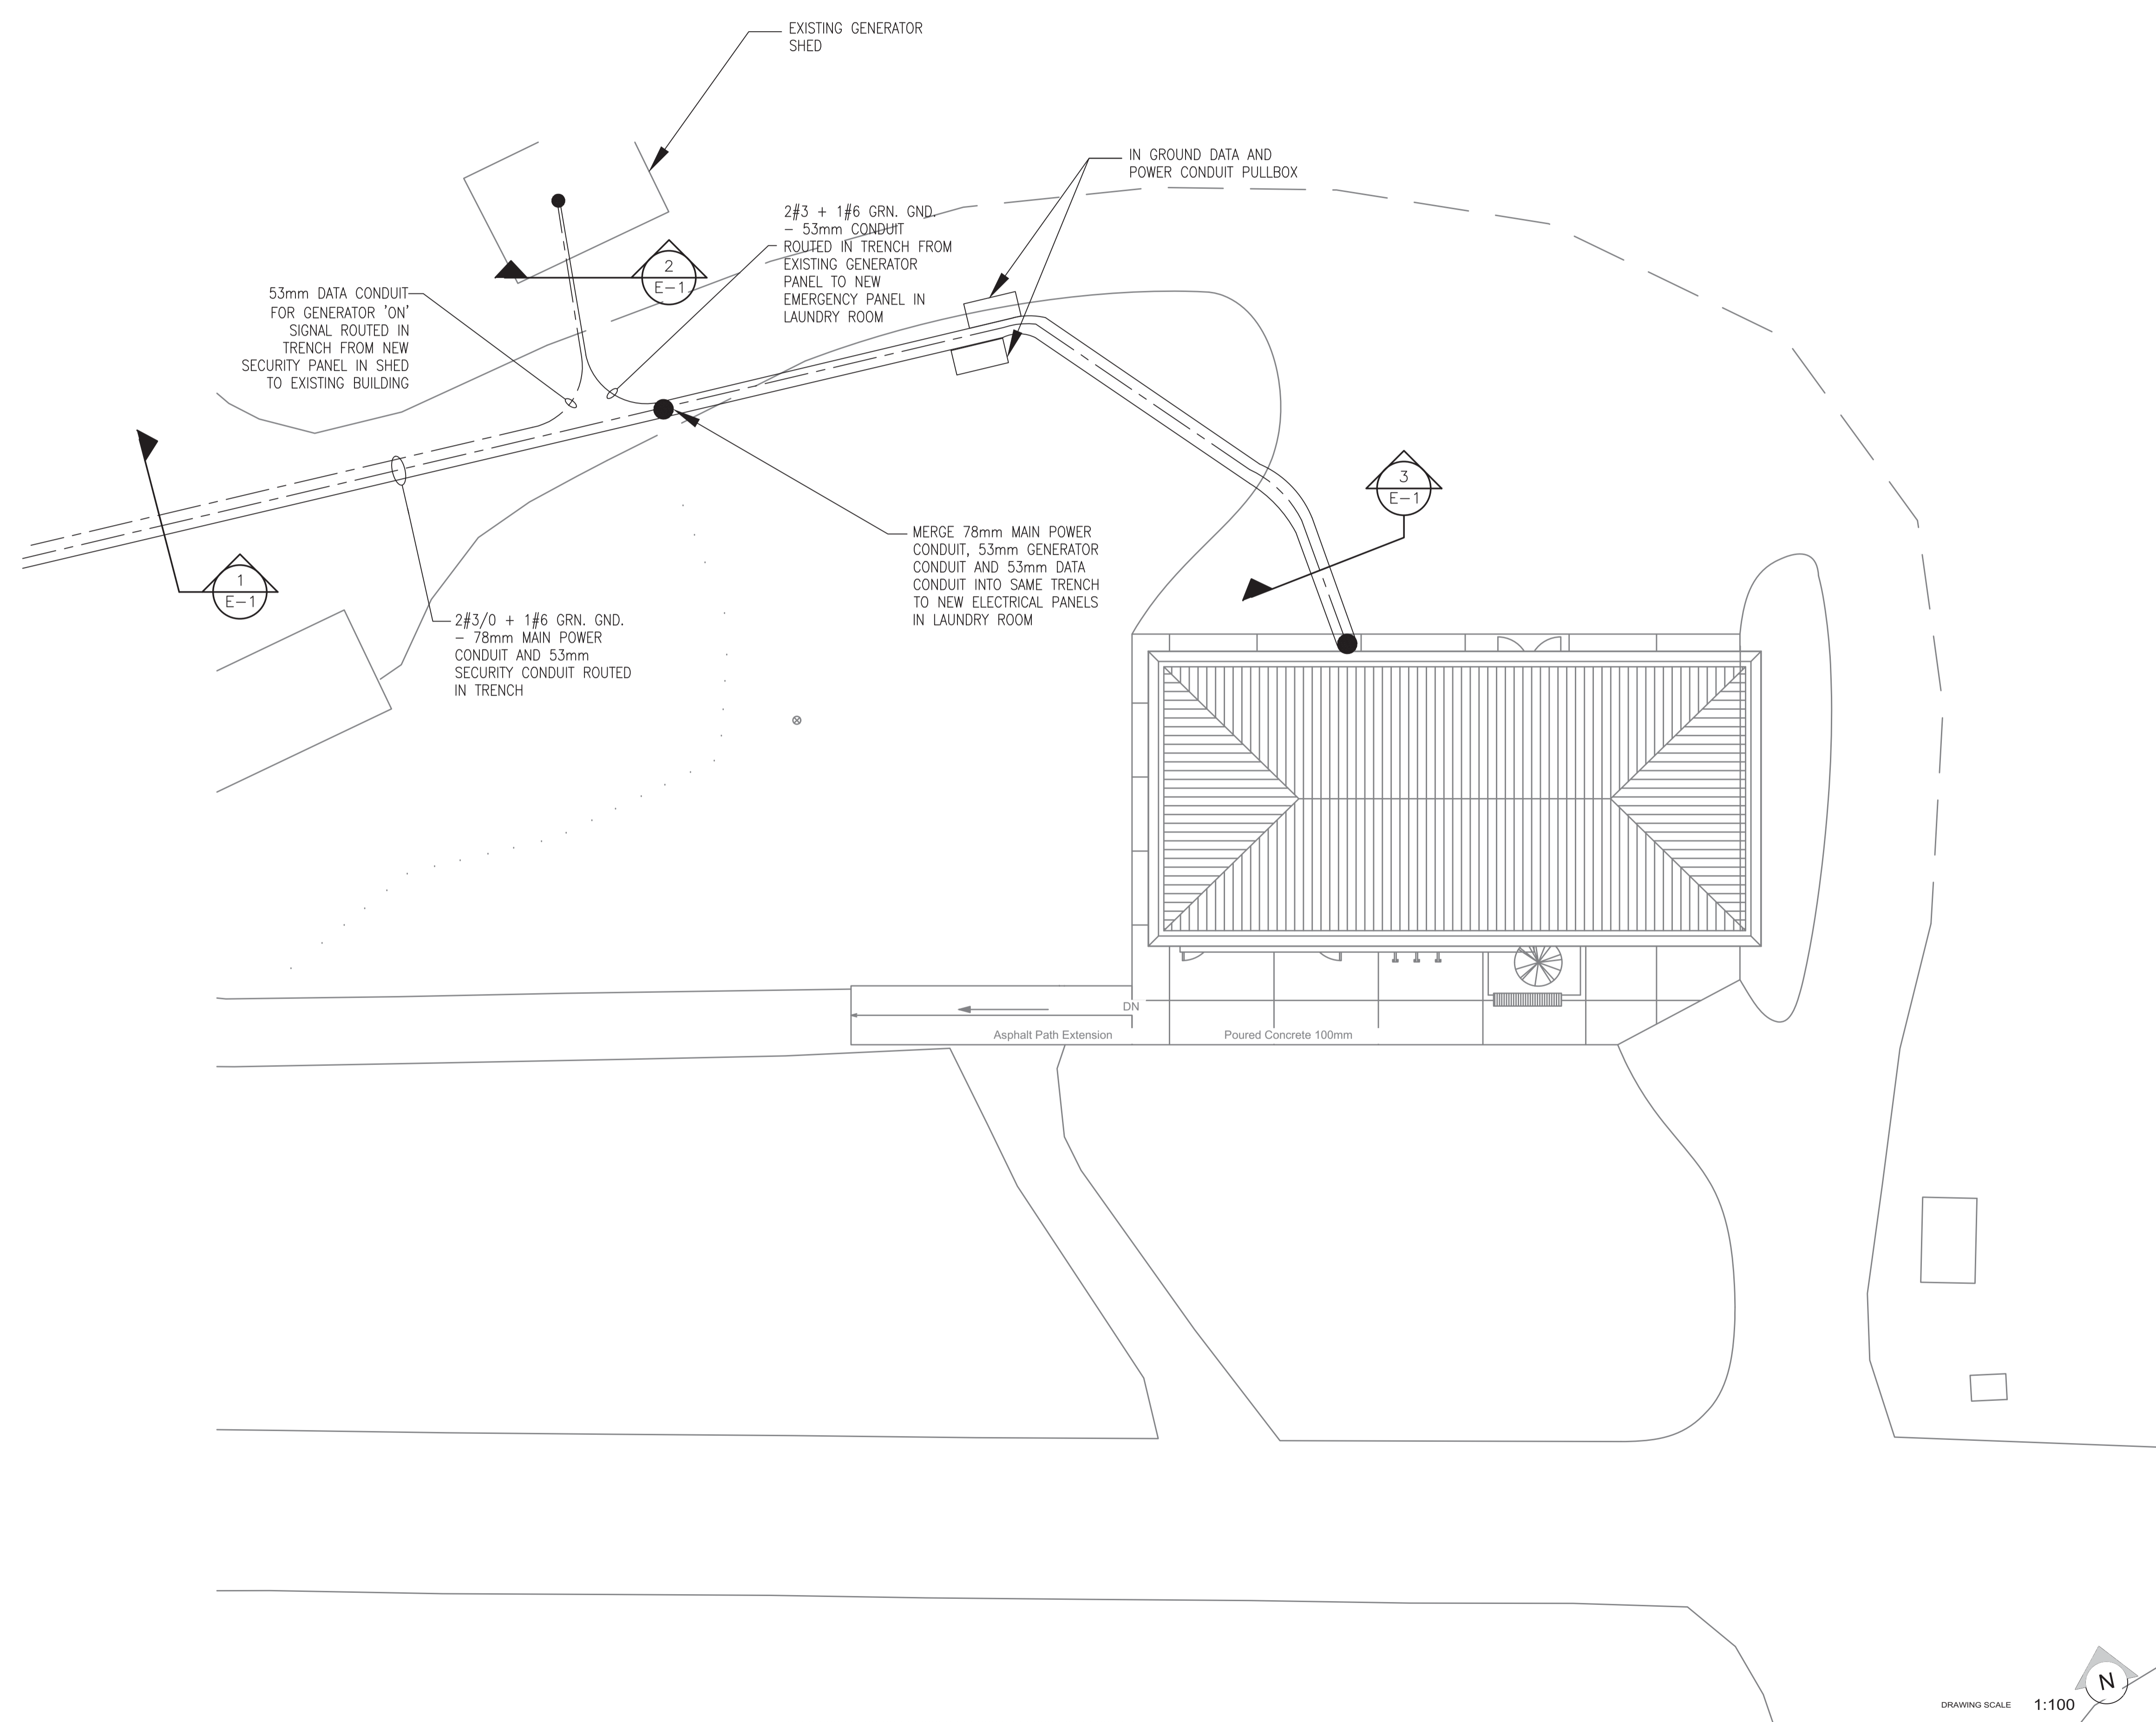 EXISTING GENERATOR
SHED
IN GROUND DATA AND
POWER CONDUIT PULLBOX
2#3 + 1#6 GRN. GND.
- 53mm CONDUIT
ROUTED IN TRENCH FROM
EXISTING GENERATOR
PANEL TO NEW
EMERGENCY PANEL IN
LAUNDRY ROOM
2
E-1
53mm DATA CONDUIT
FOR GENERATOR 'ON'
SIGNAL ROUTED IN
TRENCH FROM NEW
SECURITY PANEL IN SHED
TO EXISTING BUILDING
3
E-1
MERGE 78mm MAIN POWER
CONDUIT, 53mm GENERATOR
CONDUIT AND 53mm DATA
CONDUIT INTO SAME TRENCH
TO NEW ELECTRICAL PANELS
IN LAUNDRY ROOM
1
E-1
2#3/0 + 1#6 GRN. GND.
- 78mm MAIN POWER
CONDUIT AND 53mm
SECURITY CONDUIT ROUTED
IN TRENCH
DN
Asphalt Path Extension
Poured Concrete 100mm
N
DRAWING SCALE 1:100